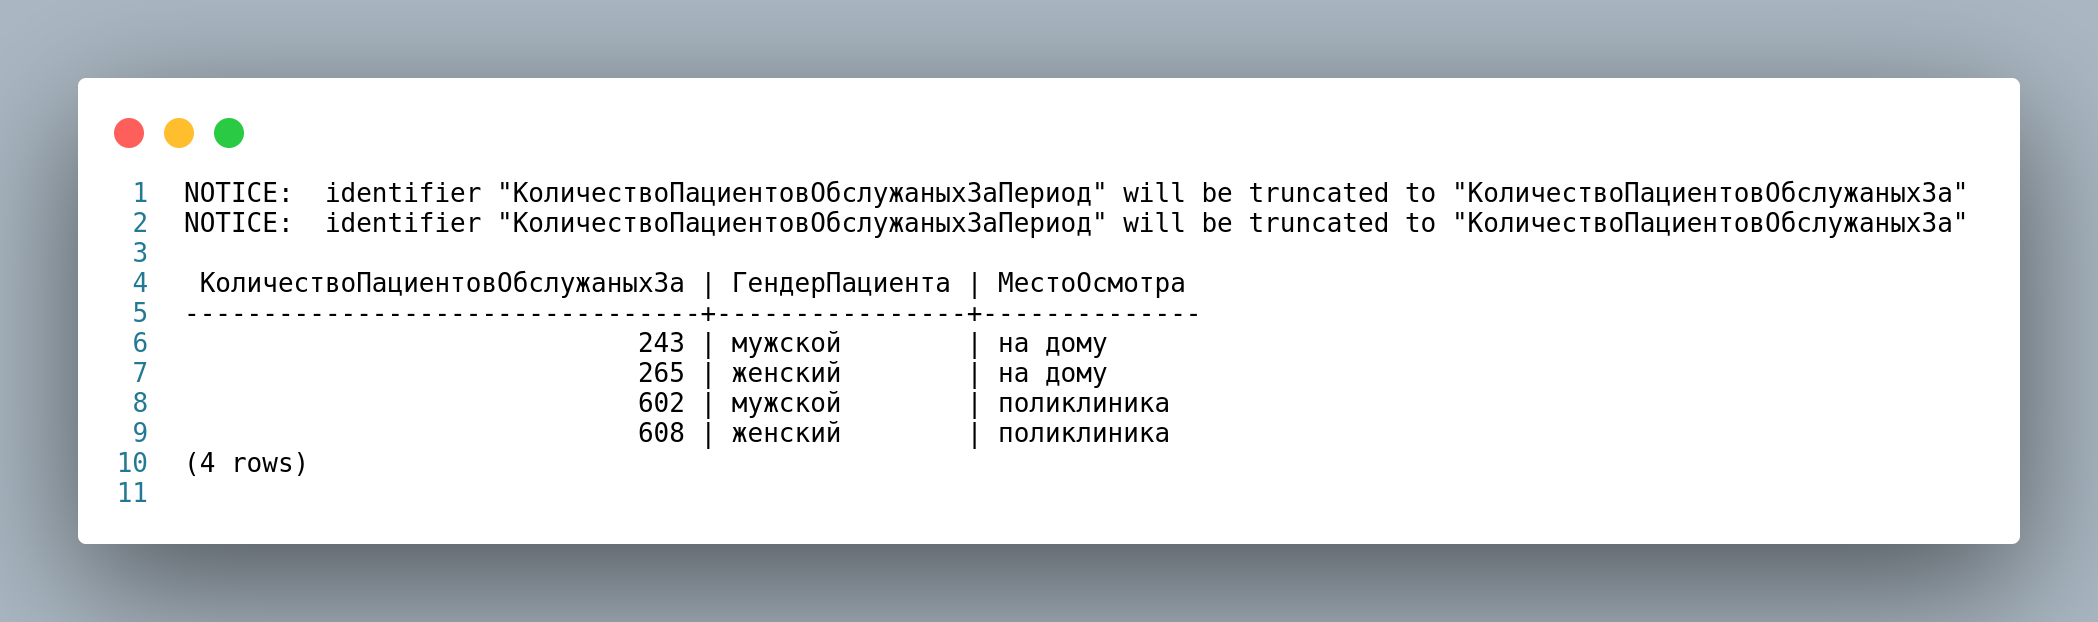 1 NOTICE:  identifier "КоличествоПациентовОбслужаныхЗаПериод" will be truncated to "КоличествоПациентовОбслужаныхЗа"
2 NOTICE:  identifier "КоличествоПациентовОбслужаныхЗаПериод" will be truncated to "КоличествоПациентовОбслужаныхЗа"
3
4  КоличествоПациентовОбслужаныхЗа | ГендерПациента | МестоОсмотра
5 ---------------------------------+----------------+--------------
6                              243 | мужской        | на дому
7                              265 | женский        | на дому
8                              602 | мужской        | поликлиника
9                              608 | женский        | поликлиника
10 (4 rows)
11